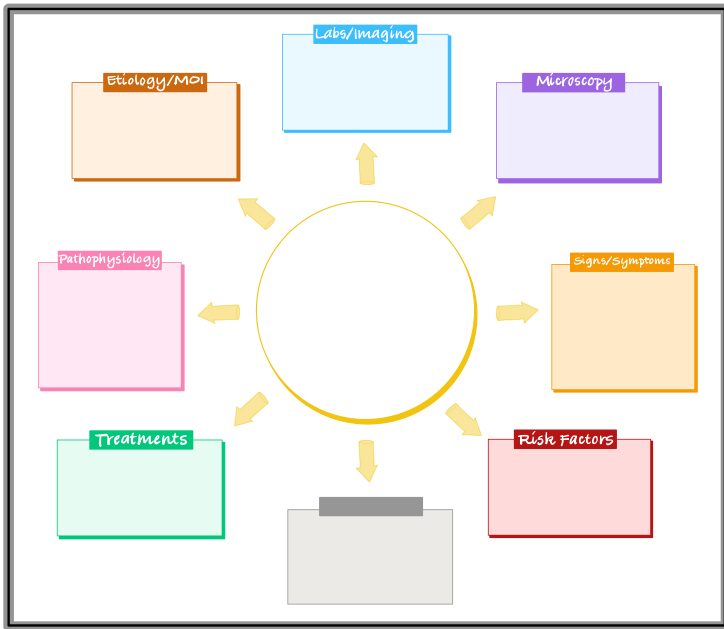 Labs/Imaging
Etiology/MOI
Microscopy
Pathophysiology
Signs/Symptoms
Treatments
Risk Factors